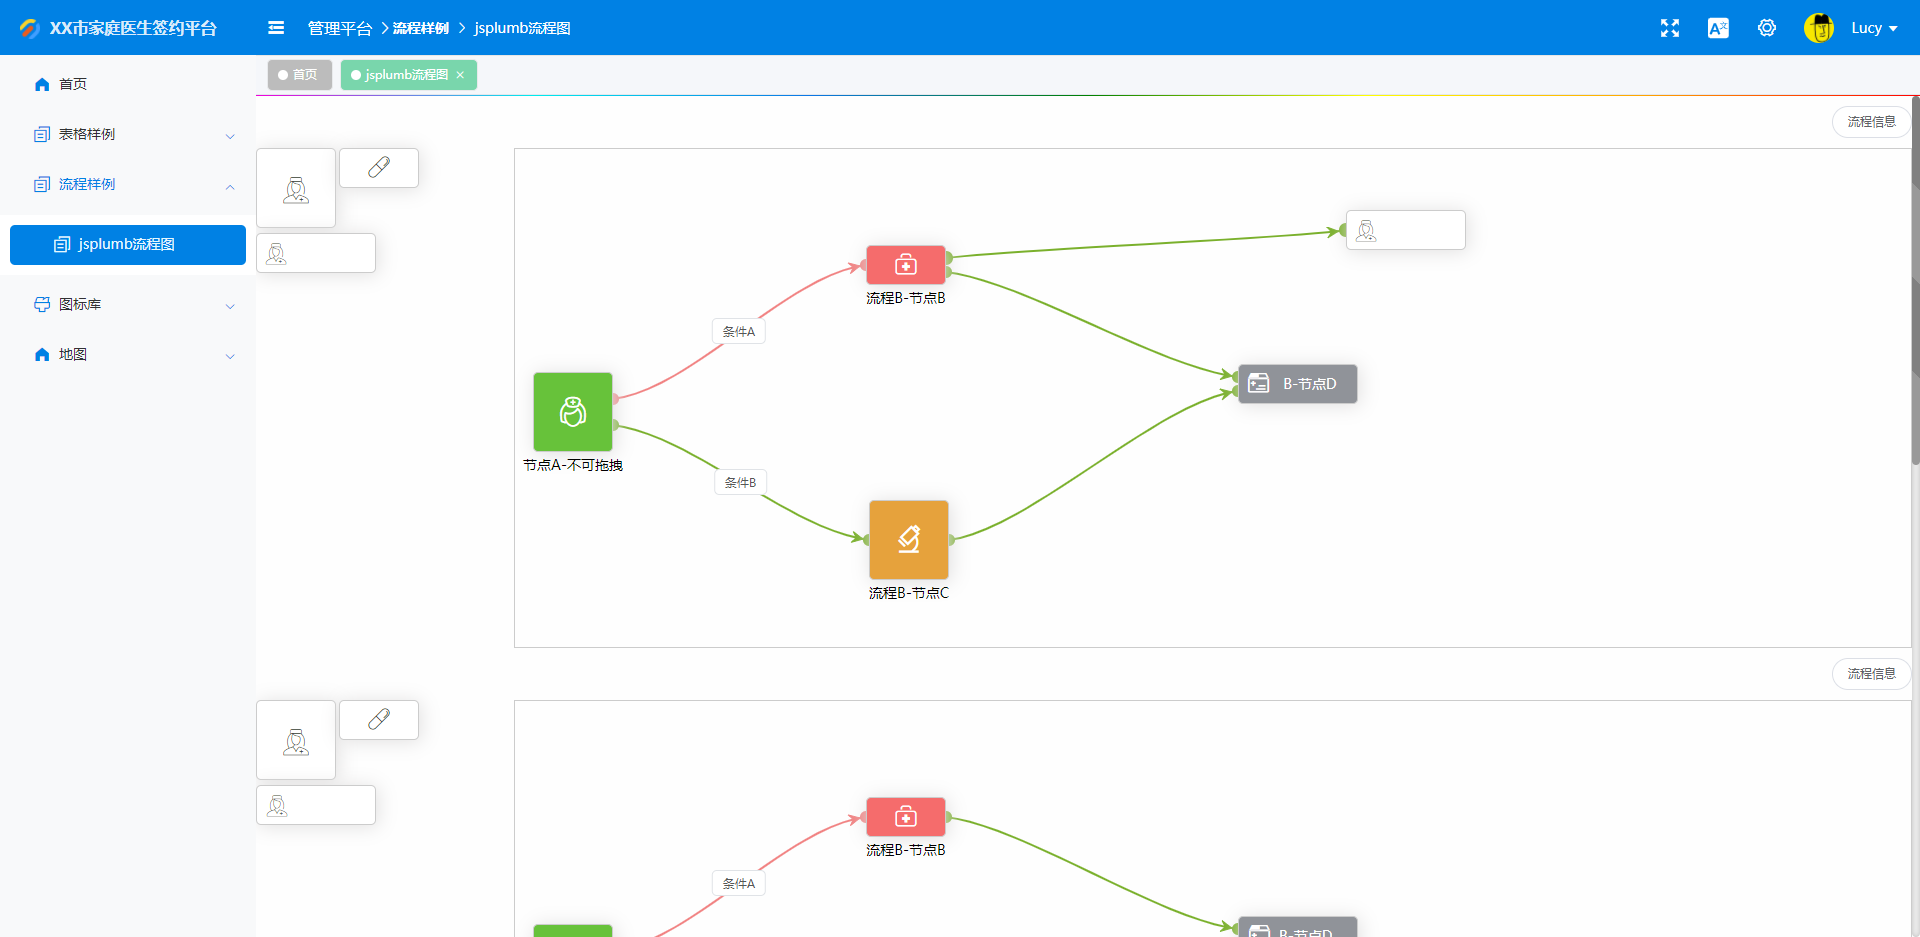 XX市家庭医生签约平台
管理平台 > 流程样例 > jsplumb流程图
Lucy
首页
jsplumb流程图 ×
首页
表格样例
流程样例
jsplumb流程图
图标库
地图
流程信息
流程B-节点B
条件A
B-节点D
节点A-不可拖拽
条件B
流程B-节点C
流程信息
流程B-节点B
条件A
B-节点D